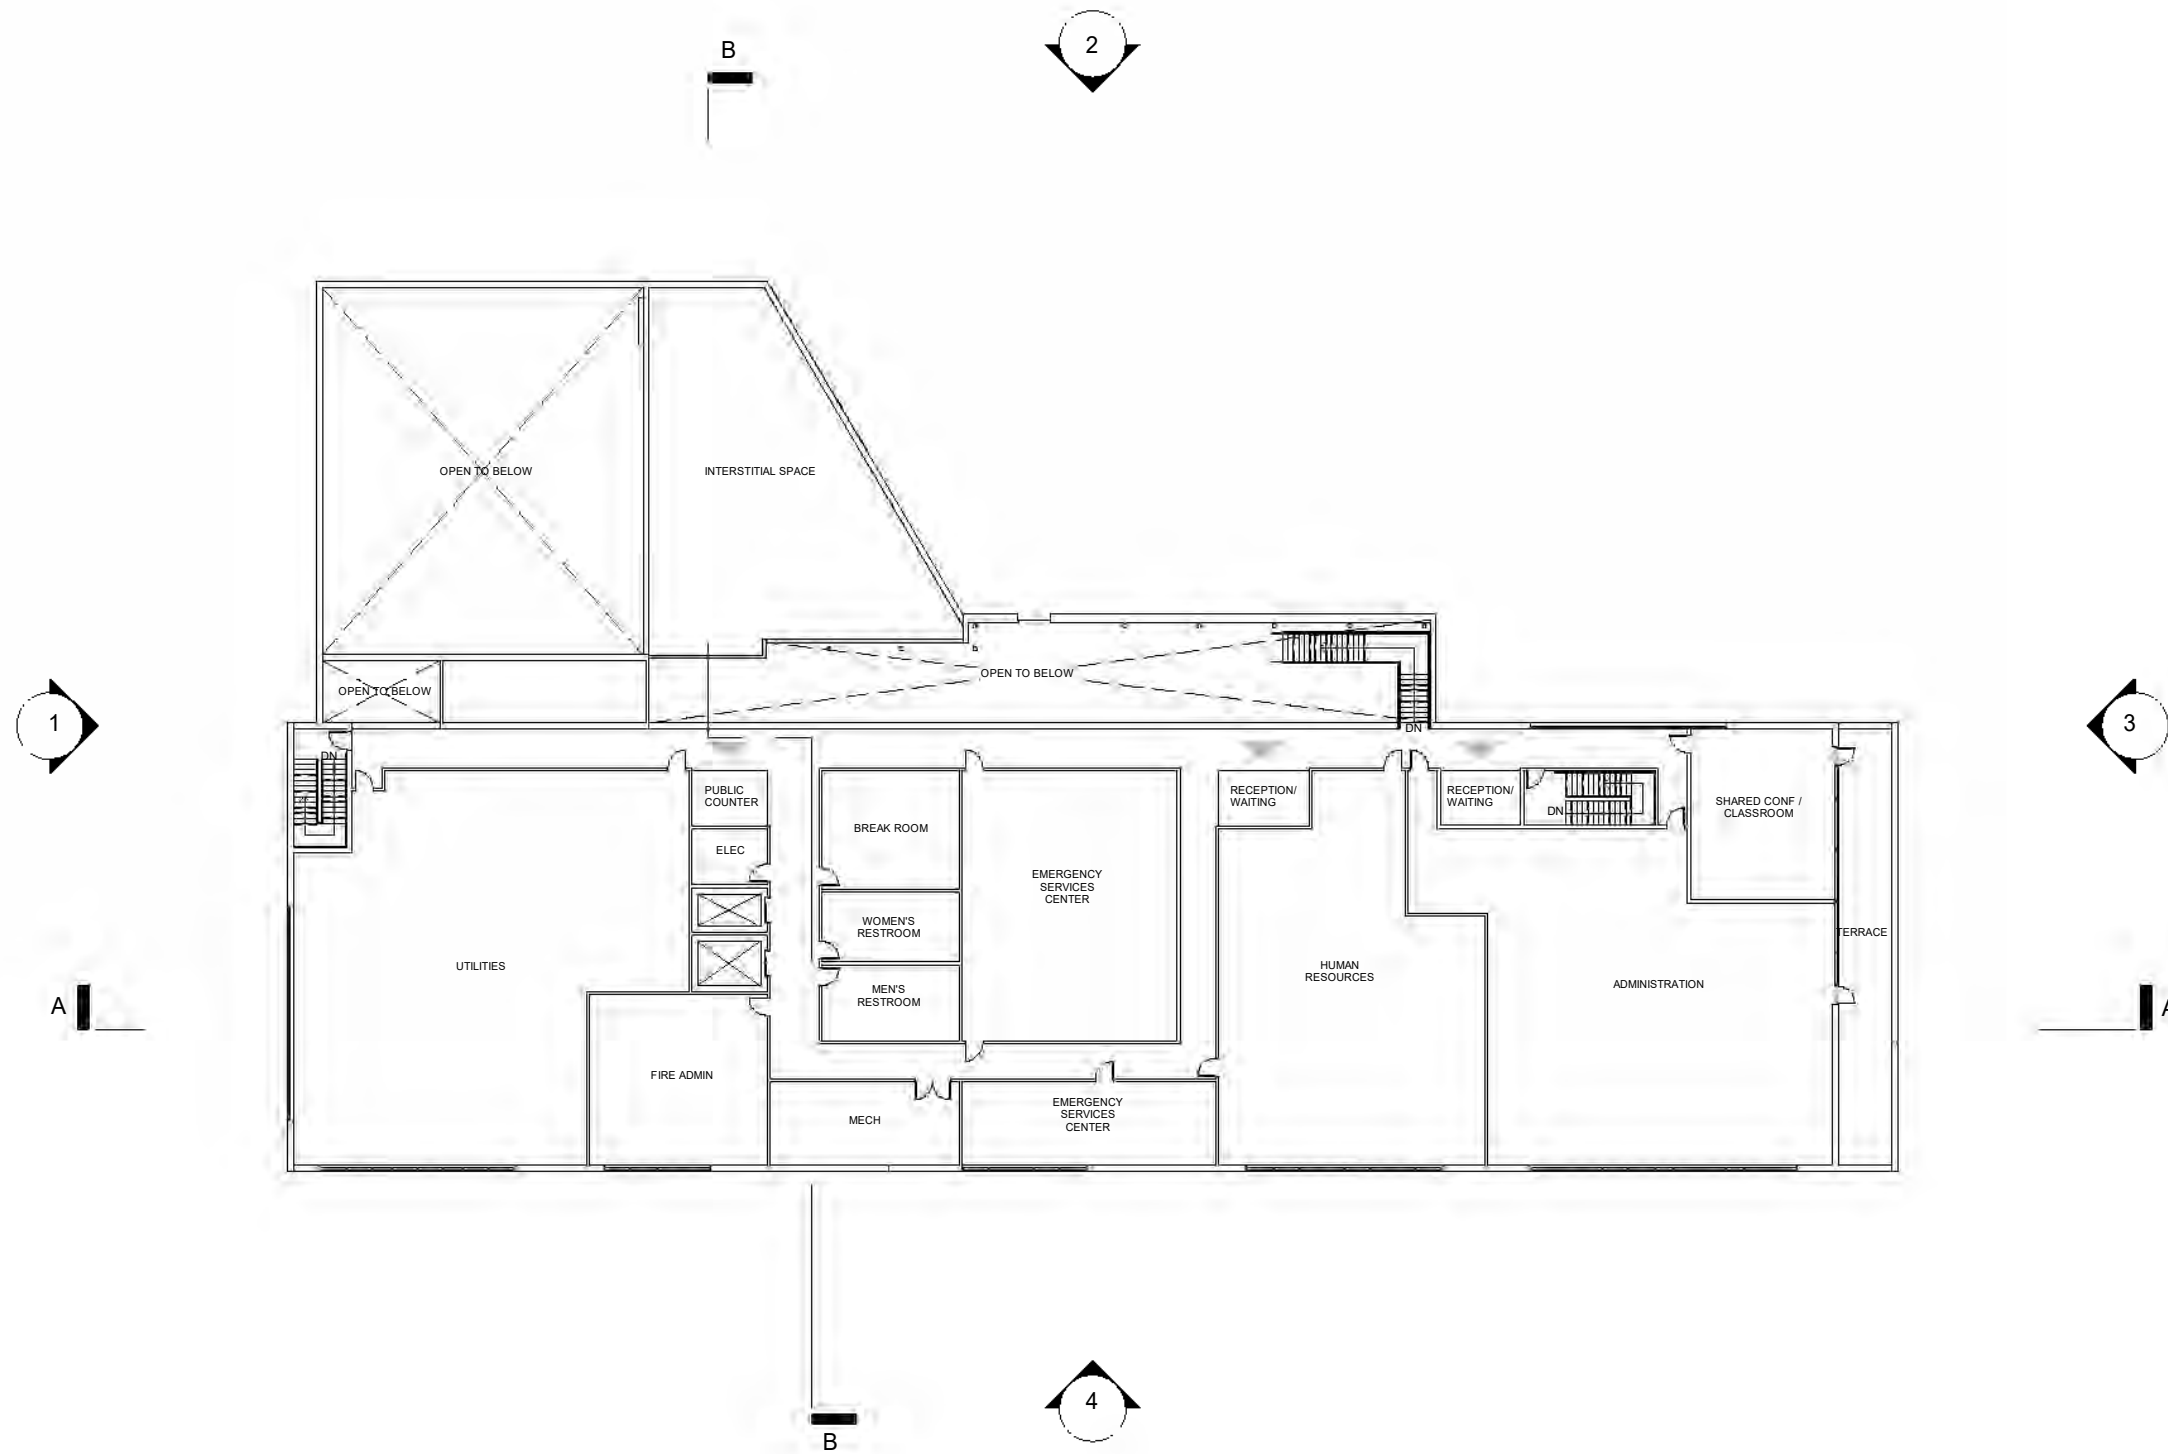 B
2
OPEN TO BELOW
INTERSTITIAL SPACE
OPEN TO BELOW
OPEN TO BELOW
1
3
DN
DN
PUBLIC
COUNTER
RECEPTION/
WAITING
RECEPTION/
WAITING
DN
SHARED CONF /
CLASSROOM
BREAK ROOM
ELEC
EMERGENCY
SERVICES
CENTER
WOMEN'S
RESTROOM
TERRACE
UTILITIES
HUMAN
RESOURCES
ADMINISTRATION
MEN'S
RESTROOM
A
A
FIRE ADMIN
MECH
EMERGENCY
SERVICES
CENTER
4
B